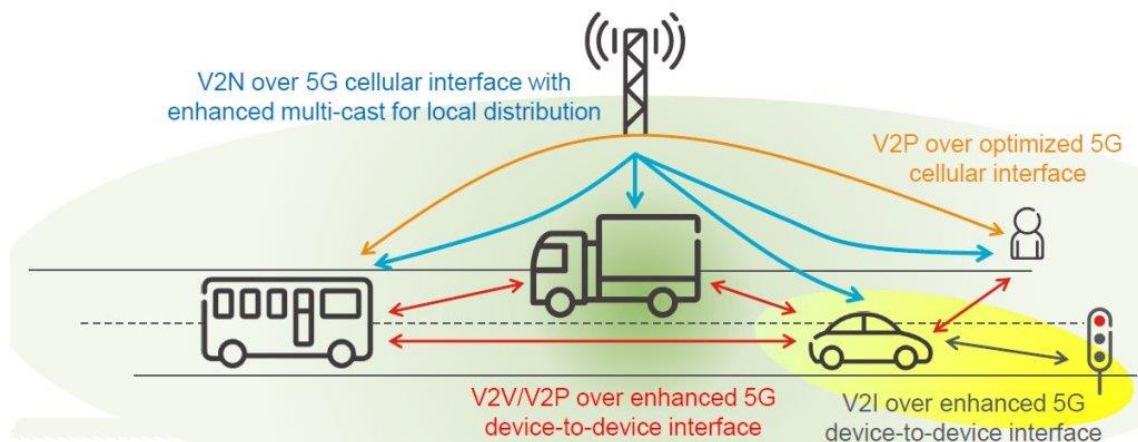 V2N over 5G cellular interface with
enhanced multi-cast for local distribution
V2P over optimized 5G
cellular interface
V2V/V2P over enhanced 5G
device-to-device interface
V2I over enhanced 5G
device-to-device interface